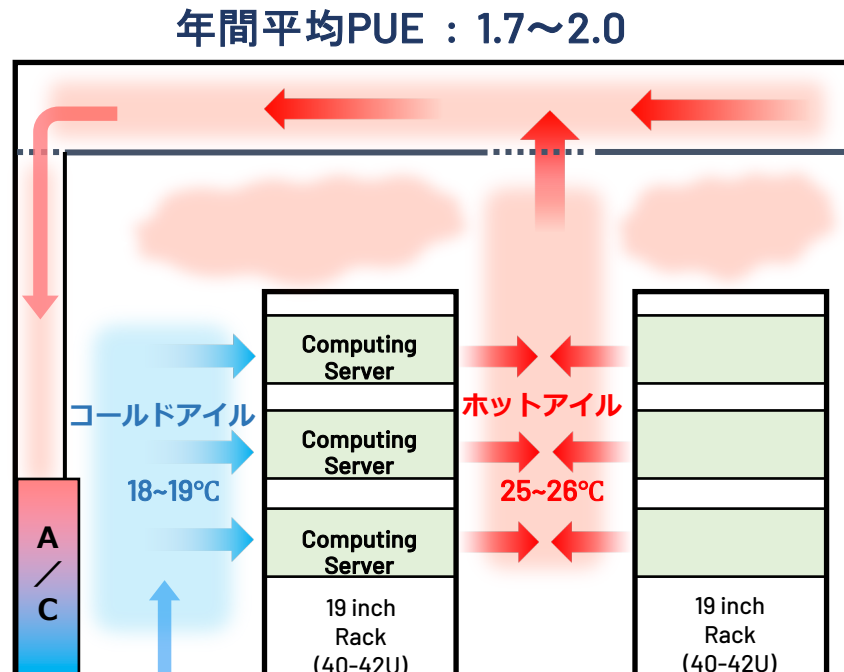 年間平均PUE : 1.7〜2.0
Computing
Server
コールドアイル
ホットアイル
Computing
Server
18~19℃
25~26℃
A
／
C
Computing
Server
19 inch
Rack
(40-42U)
19 inch
Rack
(40-42U)